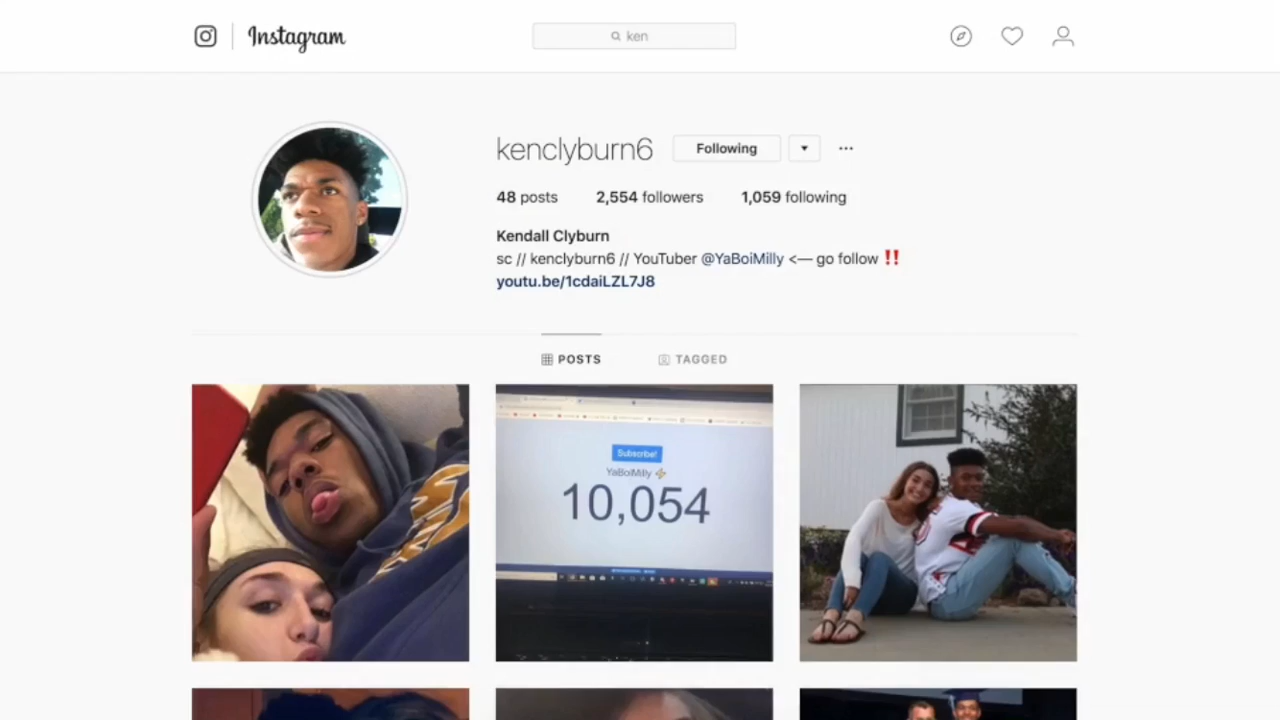 Instagram
ken
kenclyburn6 Following
48 posts 2,554 followers 1,059 following
Kendall Clyburn
sc // kenclyburn6 // YouTuber @YaBoiMilly <— go follow ‼️
youtu.be/1cdaiLZL7J8
POSTS TAGGED
Subscribe!
YaBoiMilly ⚡
10,054